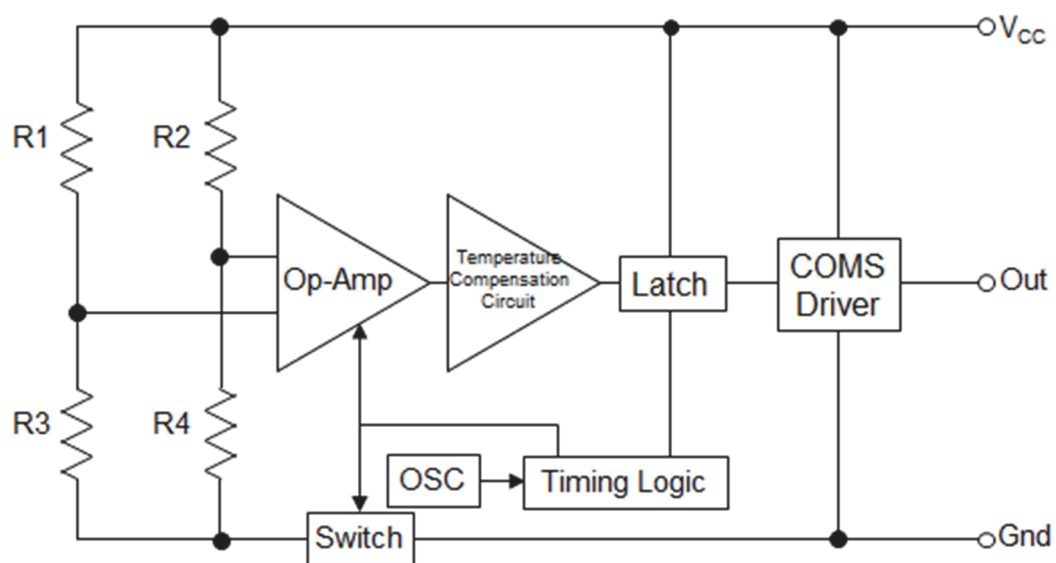 VCC
R1
R2
Op-Amp
Temperature
Compensation
Circuit
Latch
COMS
Driver
Out
R3
R4
OSC
Timing Logic
Switch
Gnd